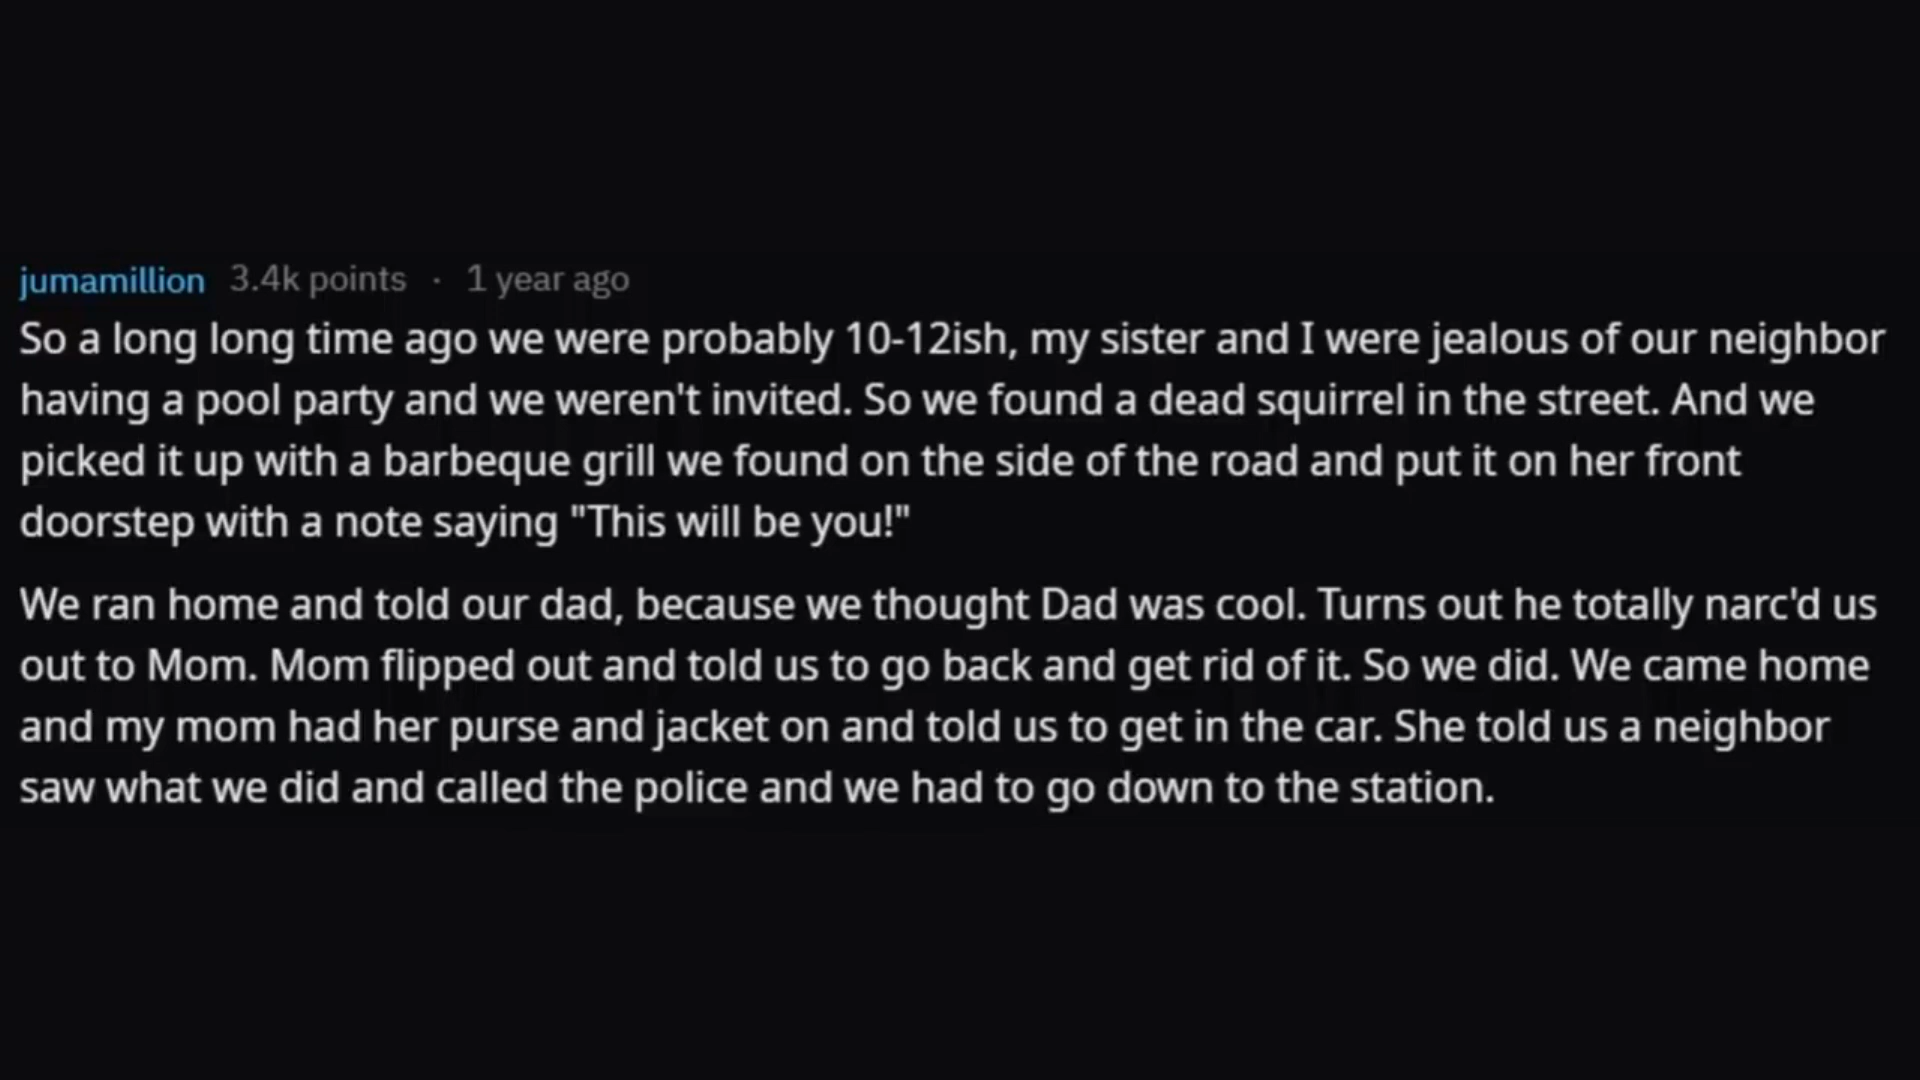 jumamillion 3.4k points · 1 year ago
So a long long time ago we were probably 10-12ish, my sister and I were jealous of our neighbor
having a pool party and we weren't invited. So we found a dead squirrel in the street. And we
picked it up with a barbeque grill we found on the side of the road and put it on her front
doorstep with a note saying "This will be you!"
We ran home and told our dad, because we thought Dad was cool. Turns out he totally narc'd us
out to Mom. Mom flipped out and told us to go back and get rid of it. So we did. We came home
and my mom had her purse and jacket on and told us to get in the car. She told us a neighbor
saw what we did and called the police and we had to go down to the station.